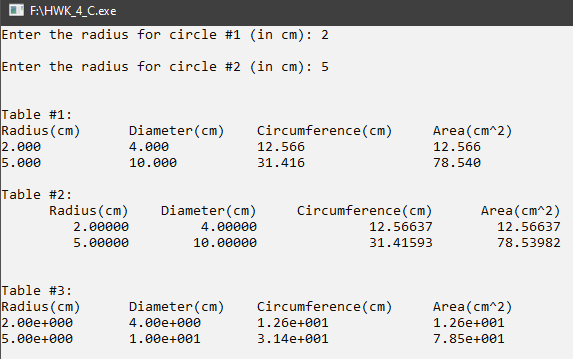 F:\HWK_4_C.exe
Enter the radius for circle #1 (in cm): 2
Enter the radius for circle #2 (in cm): 5
Table #1:
Radius(cm)      Diameter(cm)    Circumference(cm)     Area(cm^2)
2.000           4.000           12.566                12.566
5.000           10.000          31.416                78.540
Table #2:
      Radius(cm)    Diameter(cm)     Circumference(cm)      Area(cm^2)
         2.00000         4.00000              12.56637        12.56637
         5.00000        10.00000              31.41593        78.53982
Table #3:
Radius(cm)      Diameter(cm)    Circumference(cm)     Area(cm^2)
2.00e+000       4.00e+000       1.26e+001             1.26e+001
5.00e+000       1.00e+001       3.14e+001             7.85e+001